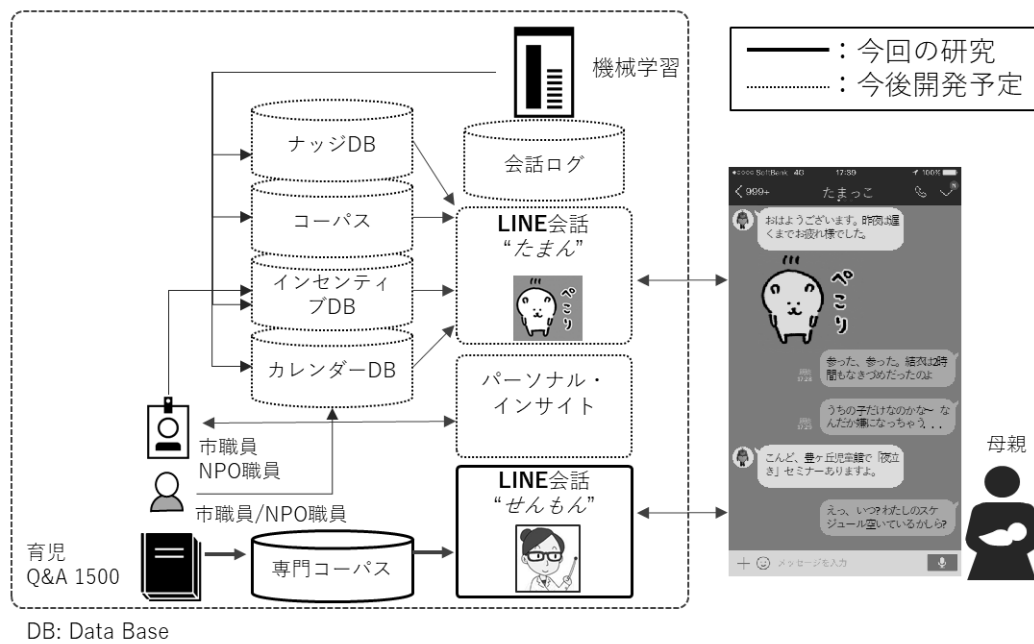 機械学習
━━ : 今回の研究
┈┈ : 今後開発予定
ナッジDB
会話ログ
コーパス
LINE会話
“たまん”
ぺこり
インセンティ
ブDB
カレンダーDB
パーソナル・
インサイト
市職員
NPO職員
市職員/NPO職員
LINE会話
“せんもん”
育児
Q&A 1500
専門コーパス
DB: Data Base
SoftBank 4G 17:39 100%
999+ たまっこ
おはようございます。昨夜は遅
くまでお疲れ様でした。
ぺこり
参った、参った。結衣は2時
間もなきづめだったのよ
うちの子だけなのかな〜 な
んだか嫌になっちゃう...
こんど、豊ヶ丘児童館で「夜泣
き」セミナーありますよ。
えっ、いつ?わたしのスケ
ジュール空いているかしら?
メッセージを入力
母親